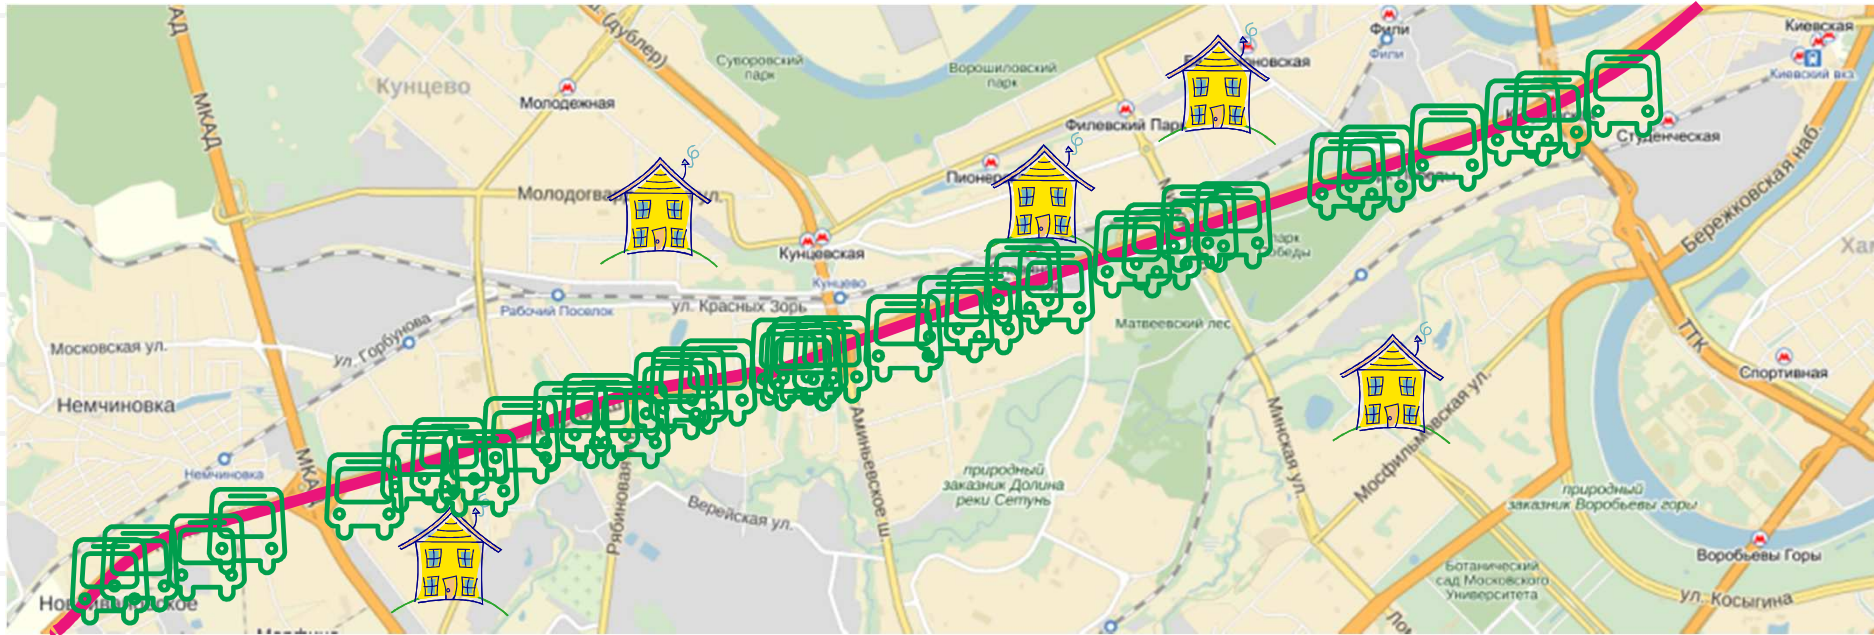 АД
(дублер)
Суворовский
парк
Ворошиловский
парк
Фили
Фили
Киевская
Киевский вкз
Кунцево
Молодежная
МКАД
Филевский Парк
Студенческая
Бережковская наб.
Кунцевская
Кунцево
Рабочий Поселок
ул. Красных Зорь
ул. Горбунова
Московская ул.
Матвеевский лес
ТТК
Спортивная
Немчиновка
Немчиновка
Аминьевское ш
Рябиновая
Верейская ул.
природный
заказник Долина
реки Сетунь
Минская ул.
Мосфильмовская ул.
природный
заказник Воробьевы горы
Воробьевы Горы
Ботанический
сад Московского
Университета
ул. Косыгина